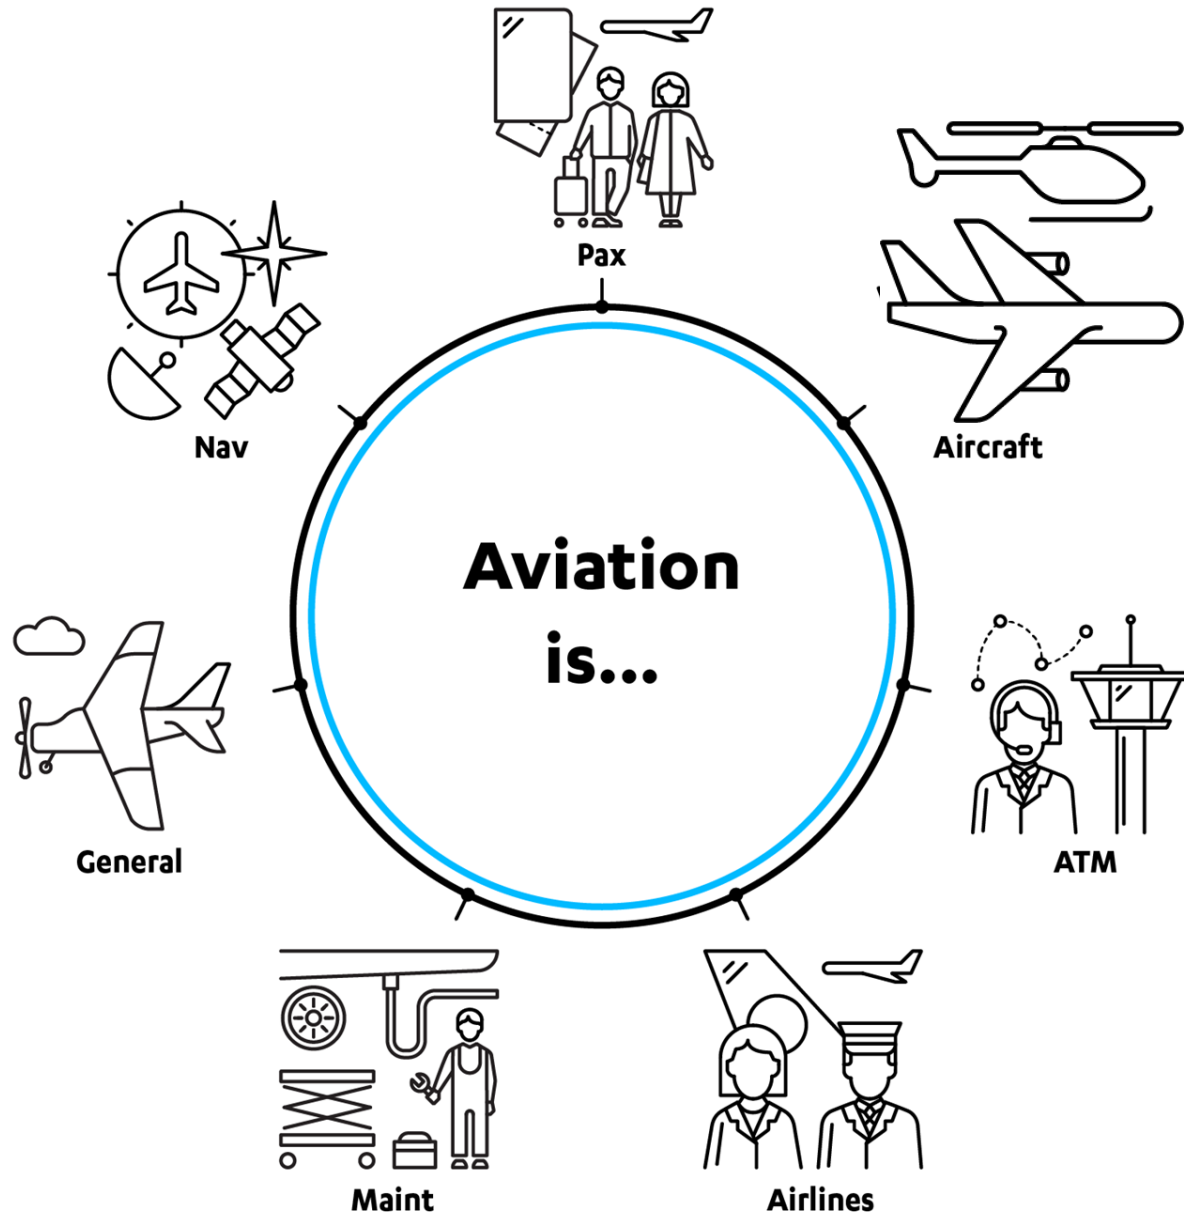 Pax
Nav
Aircraft
Aviation
is...
General
ATM
Maint
Airlines